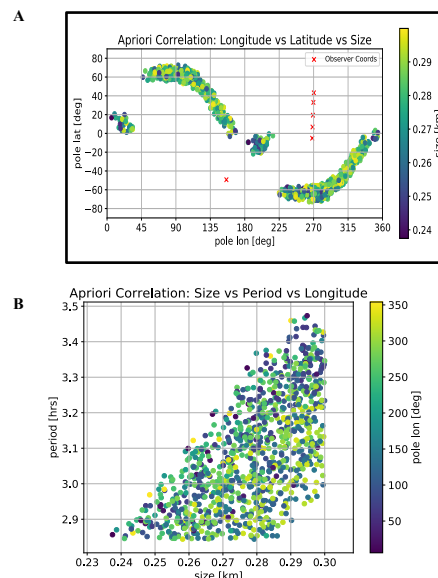 A
Apriori Correlation: Longitude vs Latitude vs Size
Observer Coords
80
60
40
20
0
−20
−40
−60
−80
pole lat [deg]
0 45 90 135 180 225 270 315 360
pole lon [deg]
0.29
0.28
0.27
0.26
0.25
0.24
size [km]
B
Apriori Correlation: Size vs Period vs Longitude
3.5
3.4
3.3
3.2
3.1
3.0
2.9
period [hrs]
0.23 0.24 0.25 0.26 0.27 0.28 0.29 0.30
size [km]
350
300
250
200
150
100
50
pole lon [deg]